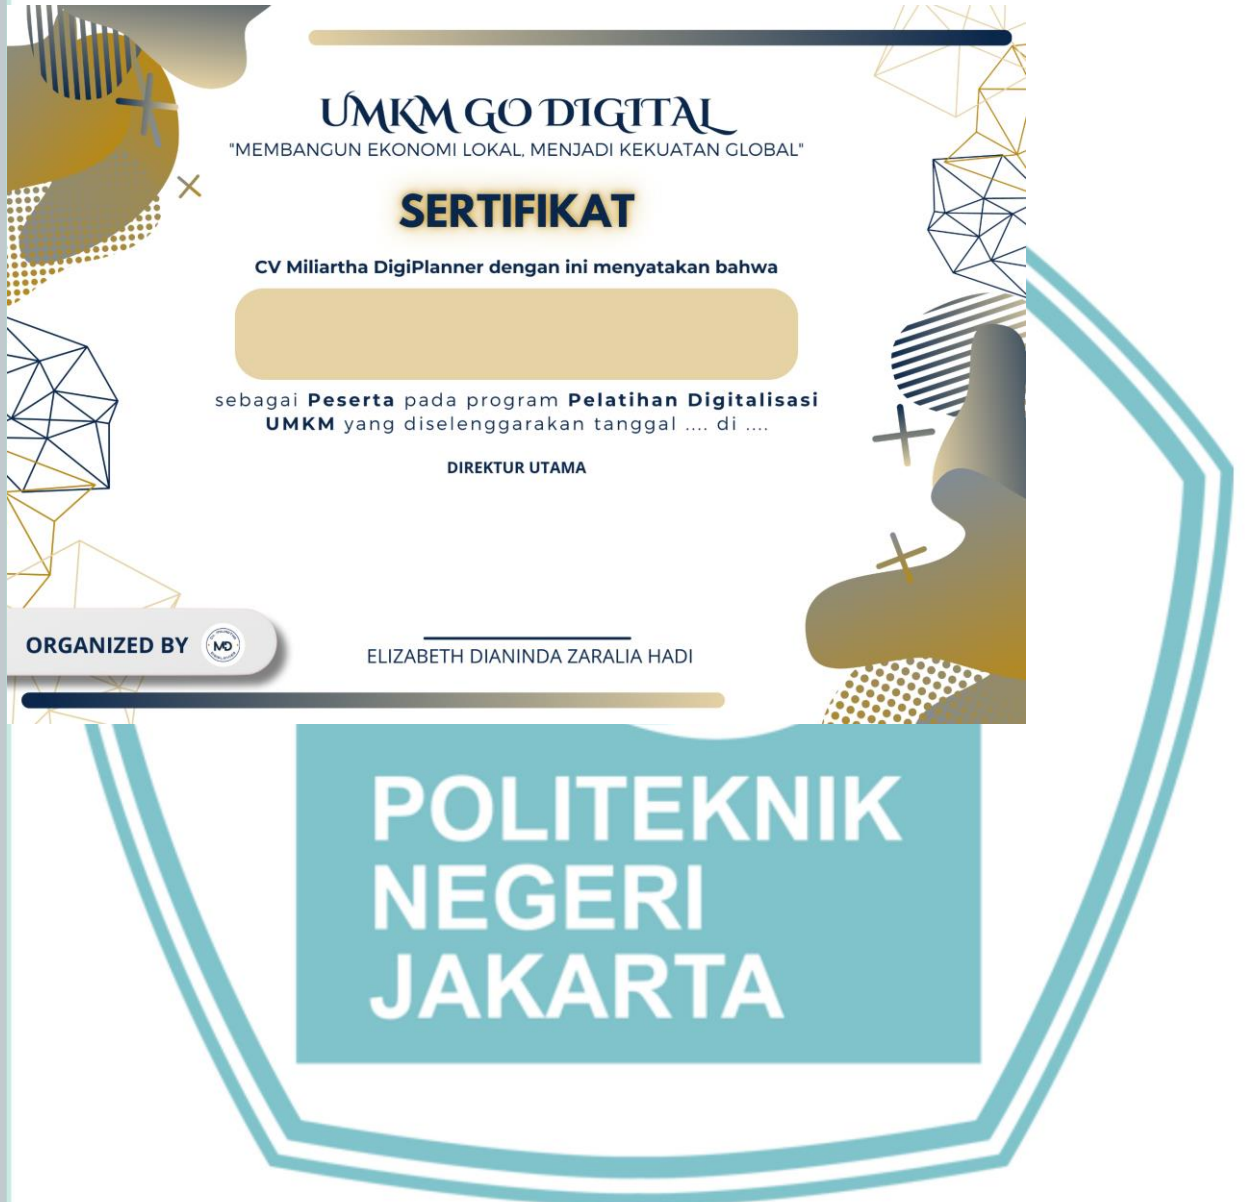 UMKM GO DIGITAL
"MEMBANGUN EKONOMI LOKAL, MENJADI KEKUATAN GLOBAL"
SERTIFIKAT
CV Miliartha DigiPlanner dengan ini menyatakan bahwa
sebagai Peserta pada program Pelatihan Digitalisasi
UMKM yang diselenggarakan tanggal .... di ....
DIREKTUR UTAMA
ELIZABETH DIANINDA ZARALIA HADI
ORGANIZED BY
MD
POLITEKNIK
NEGERI
JAKARTA